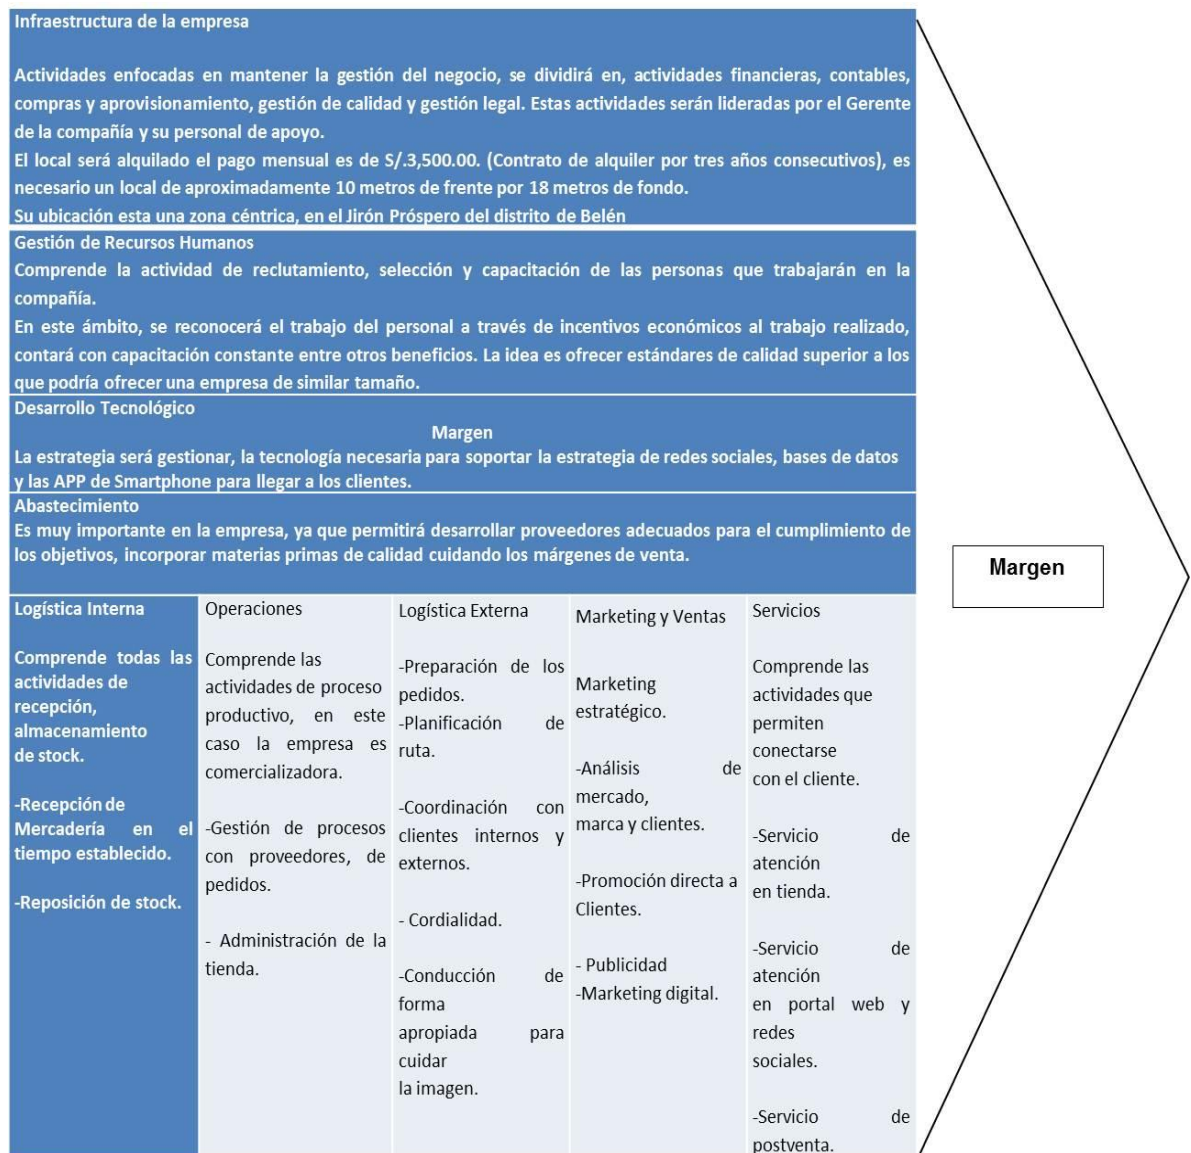 Infraestructura de la empresa
Actividades enfocadas en mantener la gestión del negocio, se dividirá en, actividades financieras, contables,
compras y aprovisionamiento, gestión de calidad y gestión legal. Estas actividades serán lideradas por el Gerente
de la compañía y su personal de apoyo.
El local será alquilado el pago mensual es de S/.3,500.00. (Contrato de alquiler por tres años consecutivos), es
necesario un local de aproximadamente 10 metros de frente por 18 metros de fondo.
Su ubicación esta una zona céntrica, en el Jirón Próspero del distrito de Belén
Gestión de Recursos Humanos
Comprende la actividad de reclutamiento, selección y capacitación de las personas que trabajarán en la
compañía.
En este ámbito, se reconocerá el trabajo del personal a través de incentivos económicos al trabajo realizado,
contará con capacitación constante entre otros beneficios. La idea es ofrecer estándares de calidad superior a los
que podría ofrecer una empresa de similar tamaño.
Desarrollo Tecnológico
Margen
La estrategia será gestionar, la tecnología necesaria para soportar la estrategia de redes sociales, bases de datos
y las APP de Smartphone para llegar a los clientes.
Abastecimiento
Es muy importante en la empresa, ya que permitirá desarrollar proveedores adecuados para el cumplimiento de
los objetivos, incorporar materias primas de calidad cuidando los márgenes de venta.
Margen
Logística Interna
Comprende todas las
actividades de
recepción,
almacenamiento
de stock.
-Recepción de
Mercadería en el
tiempo establecido.
-Reposición de stock.
Operaciones
Comprende las
actividades de proceso
productivo, en este
caso la empresa es
comercializadora.
-Gestión de procesos
con proveedores, de
pedidos.
- Administración de la
tienda.
Logística Externa
-Preparación de los
pedidos.
-Planificación de
ruta.
-Coordinación con
clientes internos y
externos.
- Cordialidad.
-Conducción de
forma
apropiada para
cuidar
la imagen.
Marketing y Ventas
Marketing
estratégico.
-Análisis de
mercado,
marca y clientes.
-Promoción directa a
Clientes.
- Publicidad
-Marketing digital.
Servicios
Comprende las
actividades que
permiten
conectarse
con el cliente.
-Servicio de
atención
en tienda.
-Servicio de
atención
en portal web y
redes
sociales.
-Servicio de
postventa.